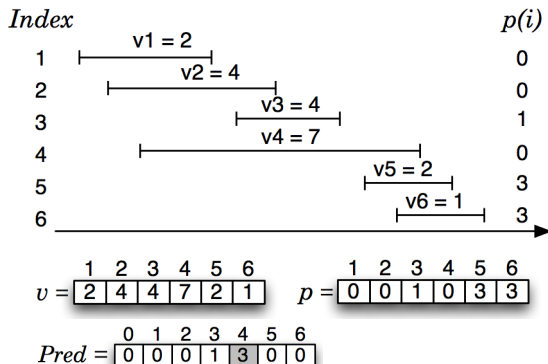 Index p(i)
1 v1 = 2 0
2 v2 = 4 0
3 v3 = 4 1
4 v4 = 7 0
5 v5 = 2 3
6 v6 = 1 3
1 2 3 4 5 6
v = 2 4 4 7 2 1
1 2 3 4 5 6
p = 0 0 1 0 3 3
0 1 2 3 4 5 6
Pred = 0 0 0 1 3 0 0